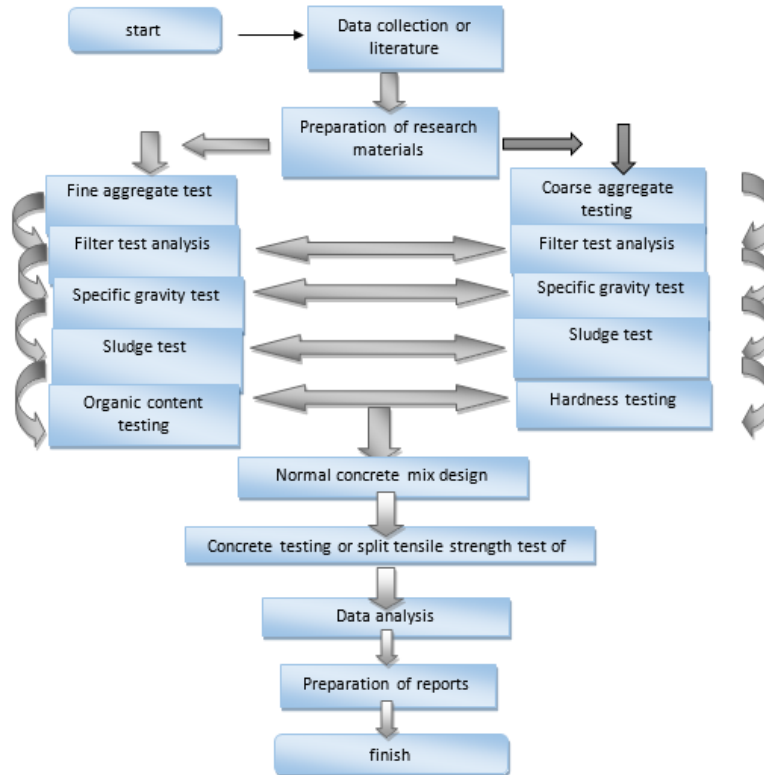 start
Data collection or
literature
Preparation of research
materials
Fine aggregate test
Filter test analysis
Specific gravity test
Sludge test
Organic content
testing
Coarse aggregate
testing
Filter test analysis
Specific gravity test
Sludge test
Hardness testing
Normal concrete mix design
Concrete testing or split tensile strength test of
Data analysis
Preparation of reports
finish